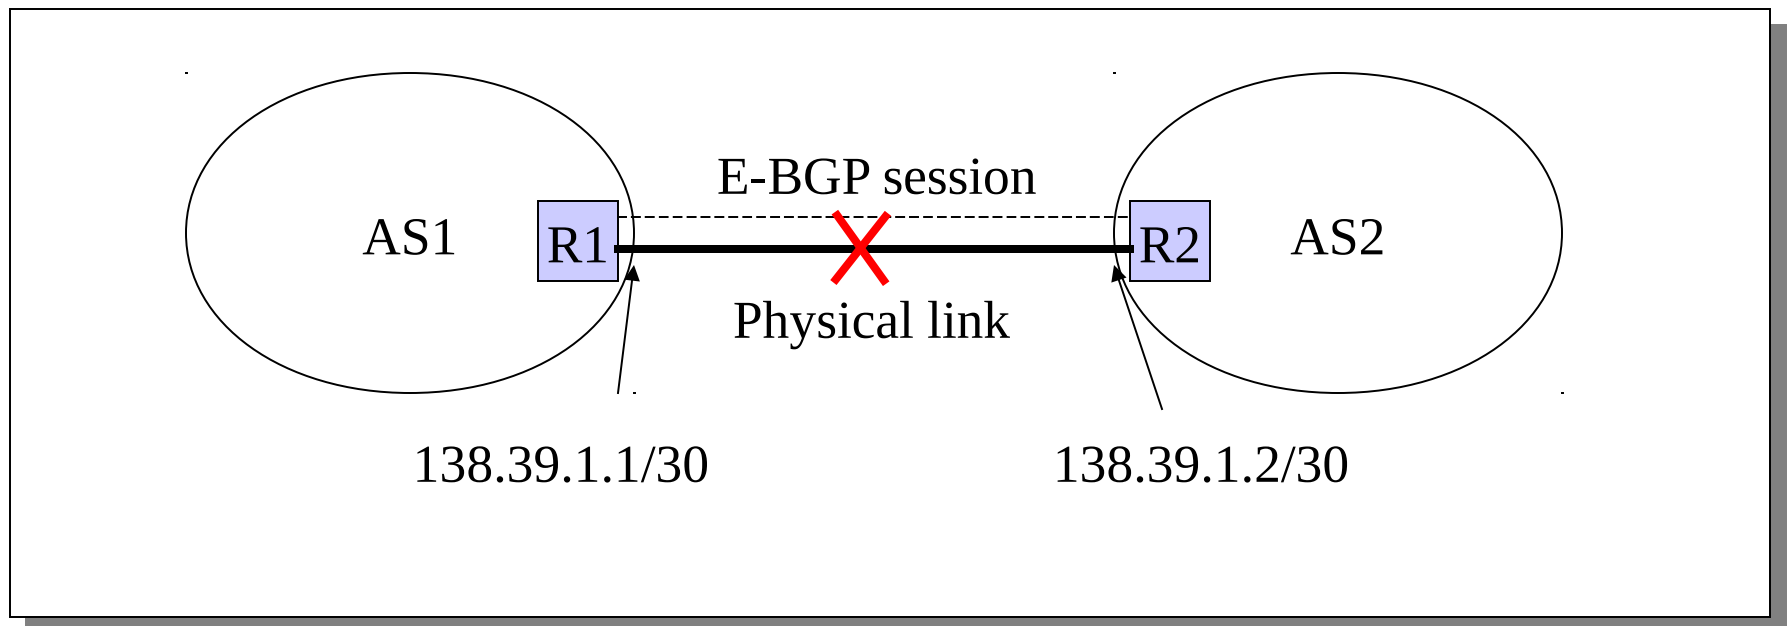 E-BGP session
AS1
R1
R2
AS2
Physical link
138.39.1.1/30
138.39.1.2/30